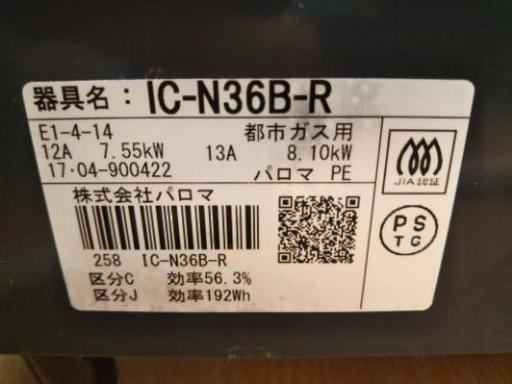 器具名：IC-N36B-R
E1-4-14 都市ガス用
12A 7.55kW 13A 8.10kW
17・04-900422 パロマ PE
株式会社パロマ
258 IC-N36B-R
区分C 効率56.3%
区分J 効率192Wh
JIA認証
PS
TG